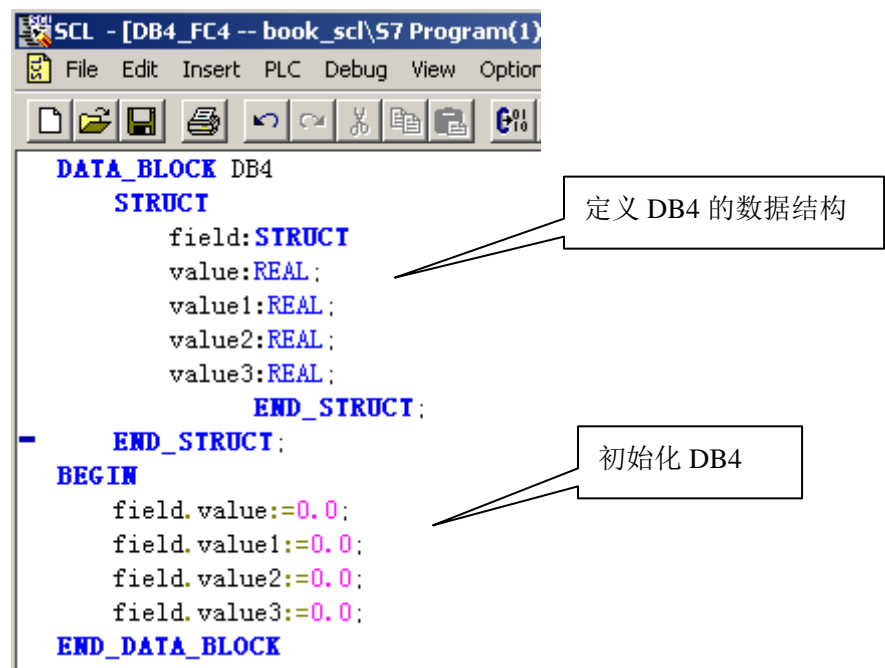 SCL - [DB4_FC4 -- book_scl\S7 Program(1)
File Edit Insert PLC Debug View Option
DATA_BLOCK DB4
STRUCT
定义 DB4 的数据结构
field:STRUCT
value:REAL;
value1:REAL;
value2:REAL;
value3:REAL;
END_STRUCT;
END_STRUCT;
初始化 DB4
BEGIN
field.value:=0.0;
field.value1:=0.0;
field.value2:=0.0;
field.value3:=0.0;
END_DATA_BLOCK